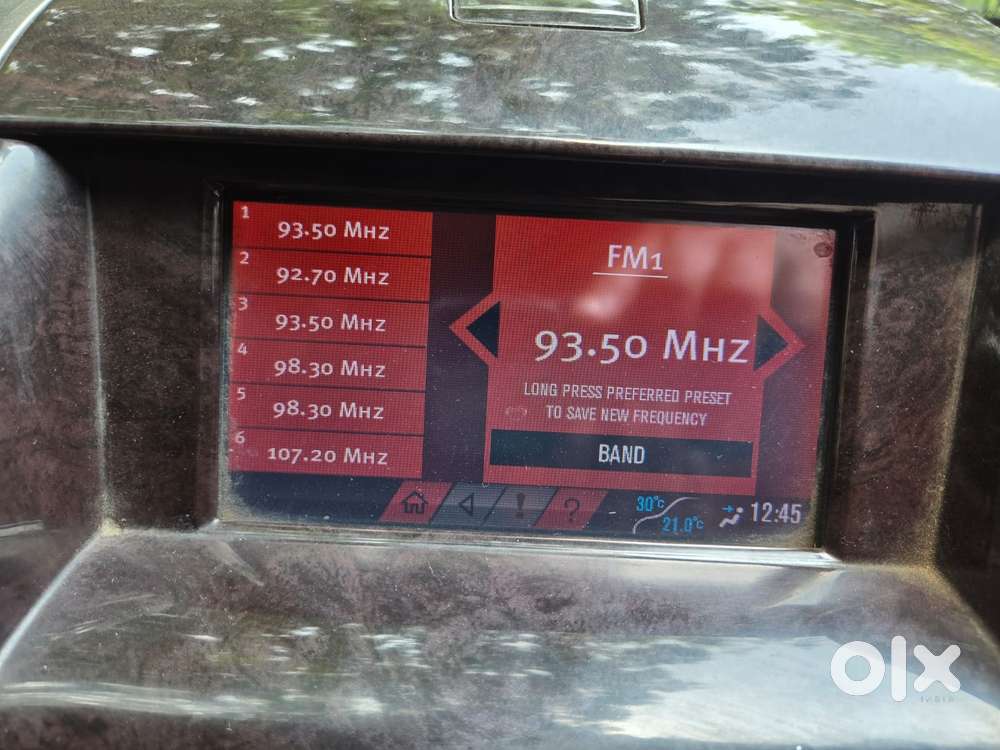 1 93.50 MHZ
2 92.70 MHZ
3 93.50 MHZ
4 98.30 MHZ
5 98.30 MHZ
6 107.20 MHZ
FM1
93.50 MHZ
LONG PRESS PREFERRED PRESET
TO SAVE NEW FREQUENCY
BAND
? 30°C
21.0°C
12:45
olx
INDIA